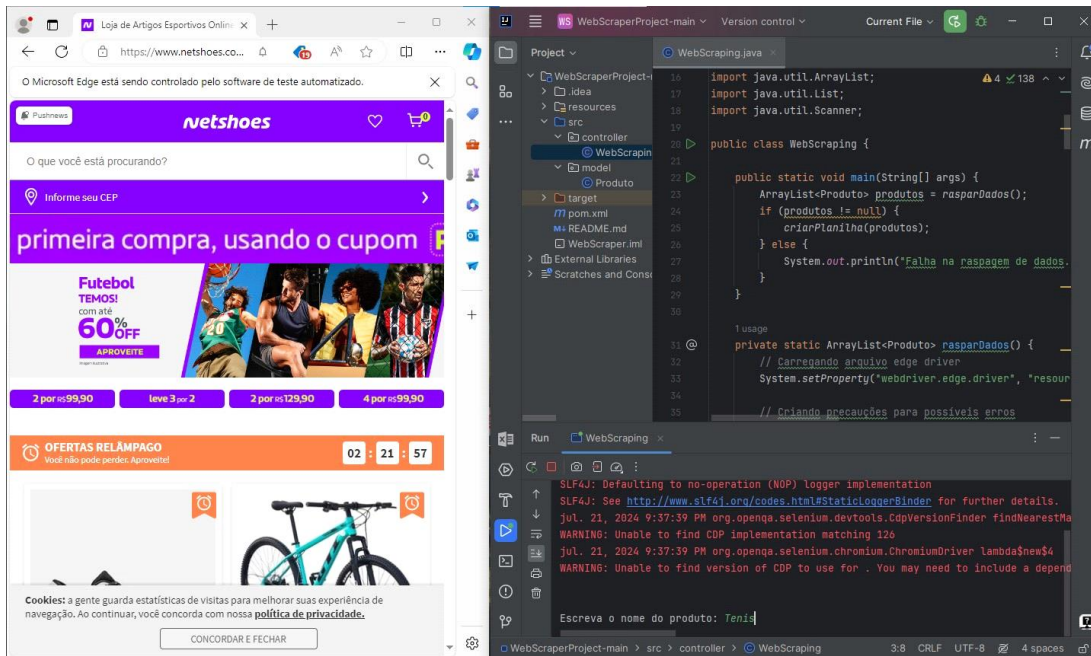 Loja de Artigos Esportivos Online
https://www.netshoes.co...
O Microsoft Edge está sendo controlado pelo software de teste automatizado.
Pushnews
netshoes
0
O que você está procurando?
Informe seu CEP
primeira compra, usando o cupom
Futebol
TEMOS!
com até
60% OFF
APROVEITE
2 por R$99,90
leve 3 por 2
2 por R$129,90
4 por R$99,90
OFERTAS RELÂMPAGO
Você não pode perder. Aproveite!
02 : 21 : 57
Cookies: a gente guarda estatísticas de visitas para melhorar suas experiência de
navegação. Ao continuar, você concorda com nossa política de privacidade.
CONCORDAR E FECHAR
WS WebScraperProject-main Version control Current File
Project
WebScraperProject-
.idea
resources
src
controller
WebScrapin
model
Produto
target
pom.xml
README.md
WebScraper.iml
External Libraries
Scratches and Conso
WebScraping.java
4 138
16 import java.util.ArrayList;
17 import java.util.List;
18 import java.util.Scanner;
19
20 public class WebScraping {
21
22 public static void main(String[] args) {
23 ArrayList<Produto> produtos = rasparDados();
24 if (produtos != null) {
25 criarPlanilha(produtos);
26 } else {
27 System.out.println("Falha na raspagem de dados.
28 }
29 }
30
1 usage
31 @ private static ArrayList<Produto> rasparDados() {
32 // Carregando arquivo edge driver
33 System.setProperty("webdriver.edge.driver", "resour
34
35 // Criando precauções para possíveis erros
Run WebScraping
SLF4J: Defaulting to no-operation (NOP) logger implementation
SLF4J: See http://www.slf4j.org/codes.html#StaticLoggerBinder for further details.
jul. 21, 2024 9:37:39 PM org.openqa.selenium.devtools.CdpVersionFinder findNearestMa
WARNING: Unable to find CDP implementation matching 126
jul. 21, 2024 9:37:39 PM org.openqa.selenium.chromium.ChromiumDriver lambda$new$4
WARNING: Unable to find version of CDP to use for . You may need to include a depend
Escreva o nome do produto: Tenis
WebScraperProject-main > src > controller > WebScraping 3:8 CRLF UTF-8 4 spaces